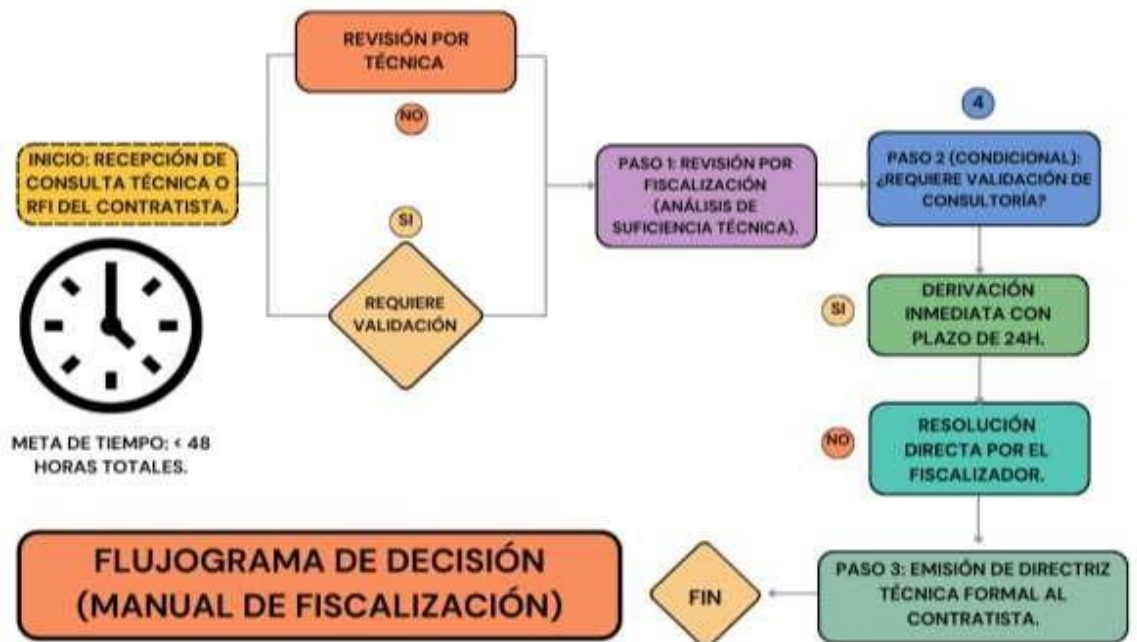 REVISIÓN POR
TÉCNICA
NO
INICIO: RECEPCIÓN DE
CONSULTA TÉCNICA O
RFI DEL CONTRATISTA.
SI
REQUIERE
VALIDACIÓN
META DE TIEMPO: < 48
HORAS TOTALES.
PASO 1: REVISIÓN POR
FISCALIZACIÓN
(ANÁLISIS DE
SUFICIENCIA TÉCNICA).
4
PASO 2 (CONDICIONAL):
¿REQUIERE VALIDACIÓN DE
CONSULTORÍA?
SI
DERIVACIÓN
INMEDIATA CON
PLAZO DE 24H.
NO
RESOLUCIÓN
DIRECTA POR EL
FISCALIZADOR.
PASO 3: EMISIÓN DE DIRECTRIZ
TÉCNICA FORMAL AL
CONTRATISTA.
FIN
FLUJOGRAMA DE DECISIÓN
(MANUAL DE FISCALIZACIÓN)